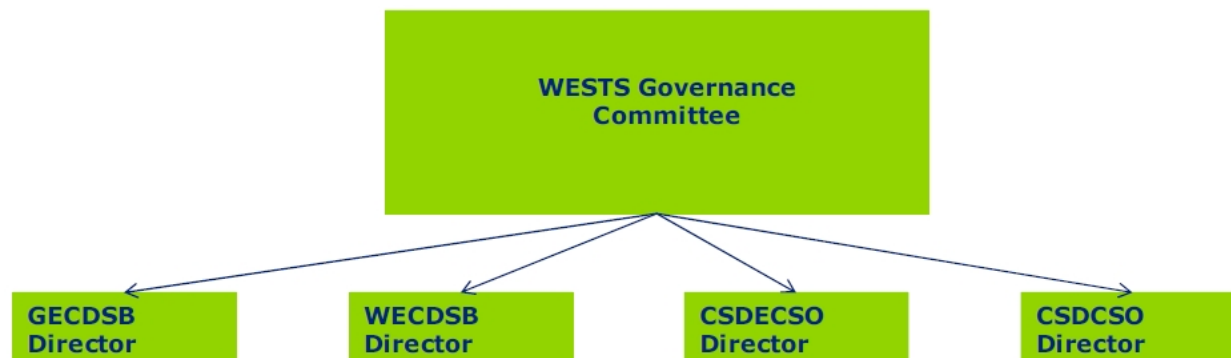 WESTS Governance
Committee
GECDSB
Director
WECDSB
Director
CSDECSO
Director
CSDCSO
Director